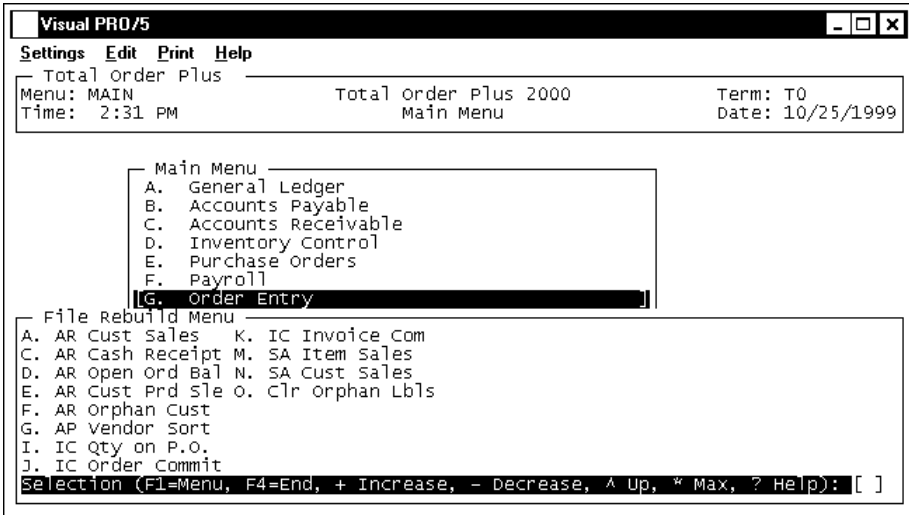 Visual PRO/5
Settings Edit Print Help
Total Order Plus
Menu: MAIN Total Order Plus 2000 Term: T0
Time: 2:31 PM Main Menu Date: 10/25/1999
Main Menu
A. General Ledger
B. Accounts Payable
C. Accounts Receivable
D. Inventory Control
E. Purchase Orders
F. Payroll
[G. Order Entry ]
File Rebuild Menu
A. AR Cust Sales K. IC Invoice Com
C. AR Cash Receipt M. SA Item Sales
D. AR Open Ord Bal N. SA Cust Sales
E. AR Cust Prd Sle O. Clr Orphan Lbls
F. AR Orphan Cust
G. AP Vendor Sort
I. IC Qty on P.O.
J. IC Order Commit
Selection (F1=Menu, F4=End, + Increase, - Decrease, ^ Up, * Max, ? Help): [ ]